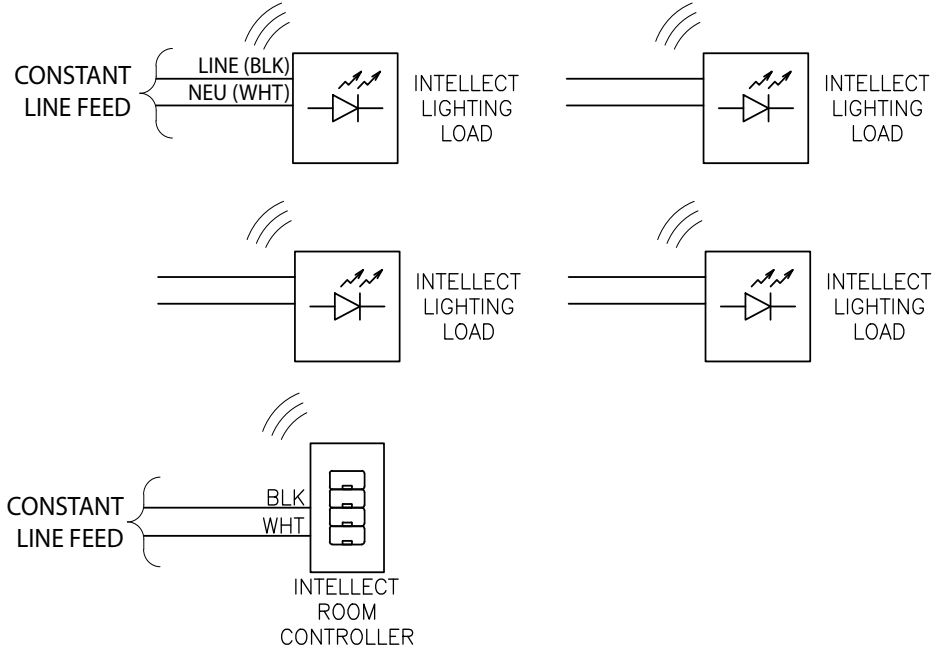 CONSTANT
LINE FEED
LINE (BLK)
NEU (WHT)
INTELLECT
LIGHTING
LOAD
INTELLECT
LIGHTING
LOAD
INTELLECT
LIGHTING
LOAD
INTELLECT
LIGHTING
LOAD
CONSTANT
LINE FEED
BLK
WHT
INTELLECT
ROOM
CONTROLLER